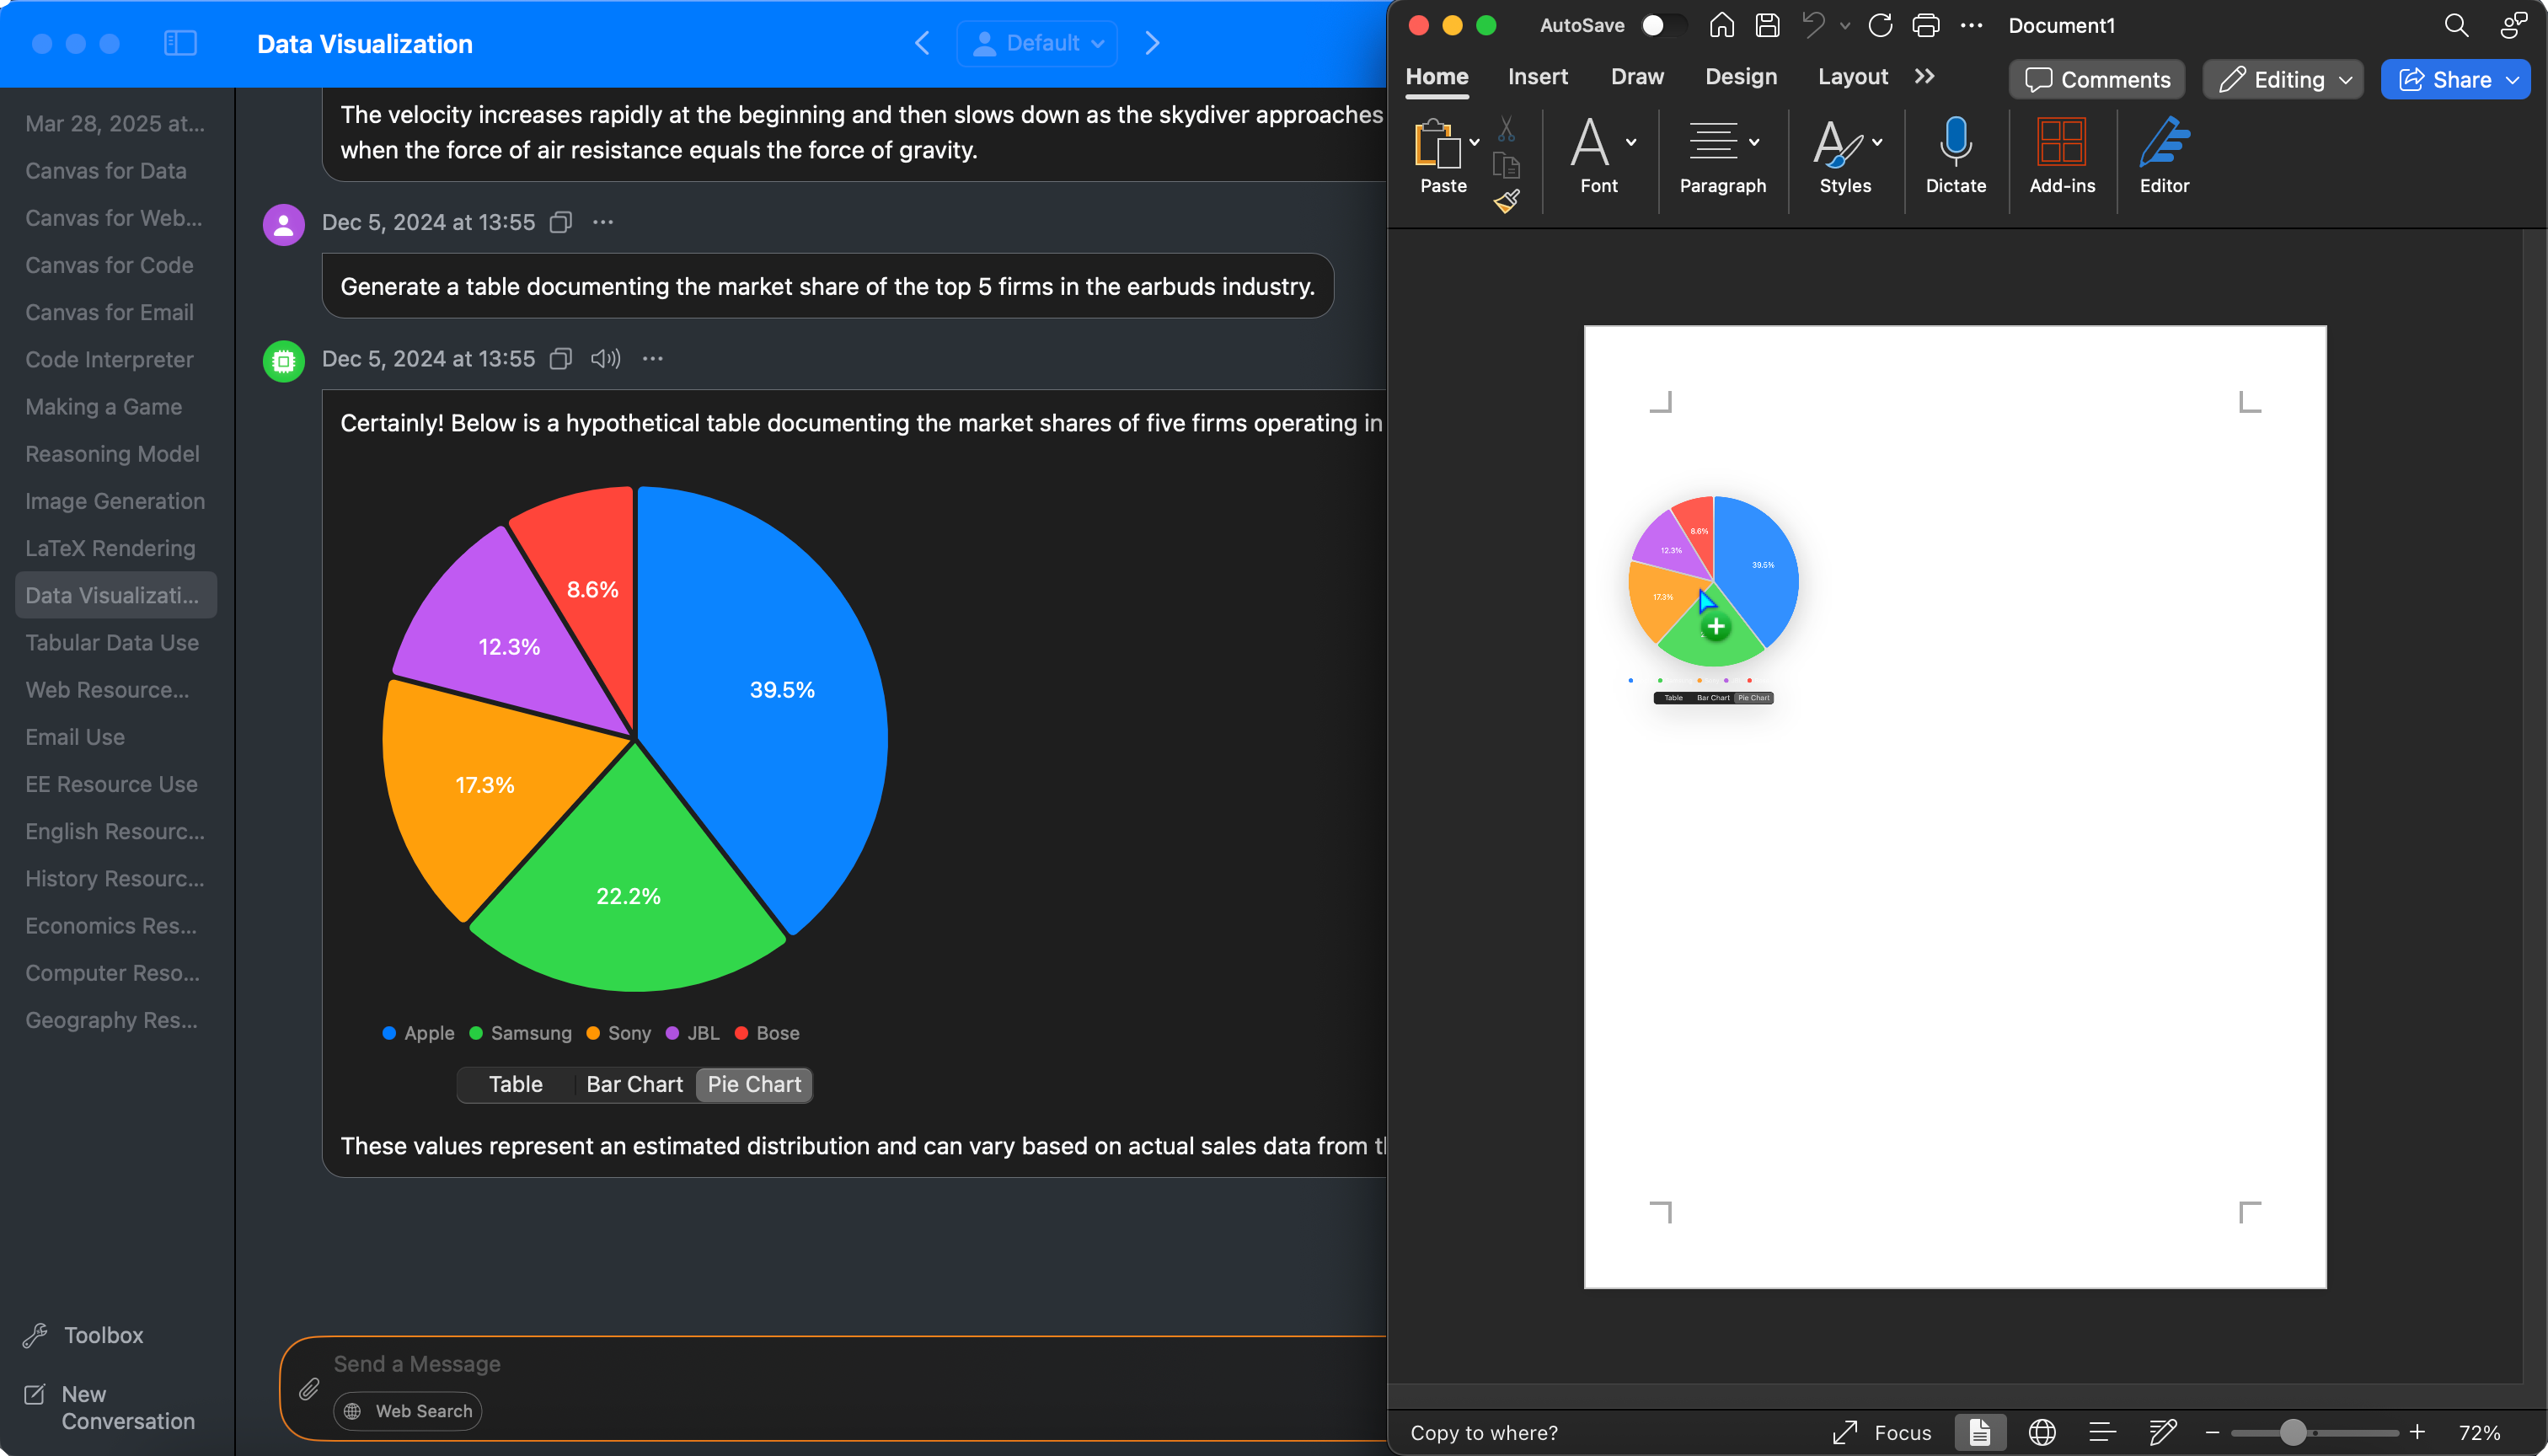 Data Visualization
Default
Mar 28, 2025 at...
Canvas for Data
Canvas for Web...
Canvas for Code
Canvas for Email
Code Interpreter
Making a Game
Reasoning Model
Image Generation
LaTeX Rendering
Data Visualizati...
Tabular Data Use
Web Resource...
Email Use
EE Resource Use
English Resourc...
History Resourc...
Economics Res...
Computer Reso...
Geography Res...
Toolbox
New
Conversation
The velocity increases rapidly at the beginning and then slows down as the skydiver approaches
when the force of air resistance equals the force of gravity.
Dec 5, 2024 at 13:55
Generate a table documenting the market share of the top 5 firms in the earbuds industry.
Dec 5, 2024 at 13:55
Certainly! Below is a hypothetical table documenting the market shares of five firms operating in
8.6%
12.3%
39.5%
17.3%
22.2%
Apple Samsung Sony JBL Bose
Table Bar Chart Pie Chart
These values represent an estimated distribution and can vary based on actual sales data from
Send a Message
Web Search
AutoSave Document1
Home Insert Draw Design Layout Comments Editing Share
Paste Font Paragraph Styles Dictate Add-ins Editor
8.6%
12.3%
39.5%
17.3%
Table Bar Chart Pie Chart
Copy to where? Focus 72%